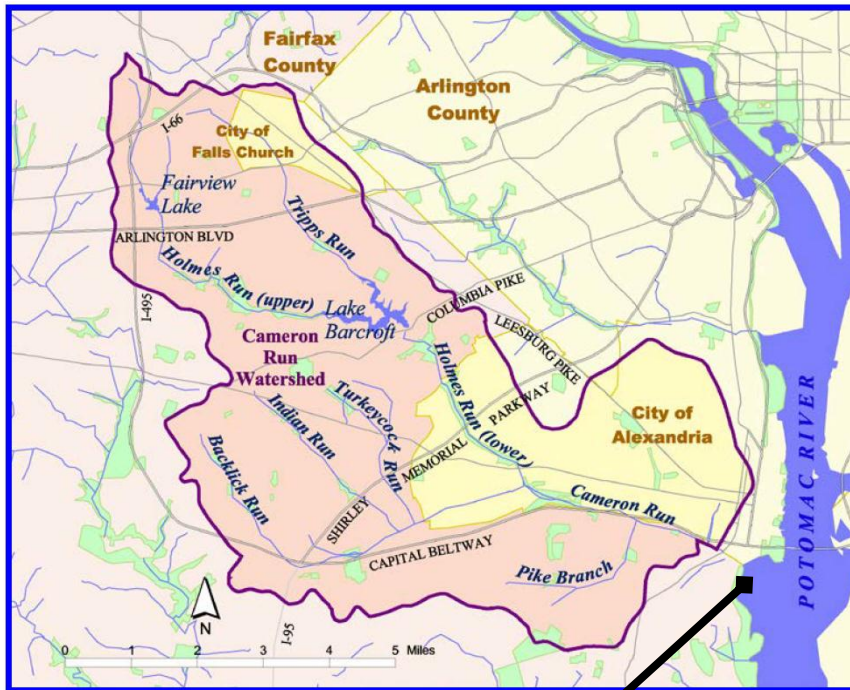 Fairfax
County
Arlington
County
I-66
City of
Falls Church
Fairview
Lake
Tripps Run
ARLINGTON BLVD
Holmes Run (upper)
I-495
Lake
Barcroft
COLUMBIA PIKE
LEESBURG PIKE
Cameron
Run
Watershed
Holmes Run (lower)
Turkeycock Run
Indian Run
Backlick Run
SHIRLEY
MEMORIAL
PARKWAY
City of
Alexandria
POTOMAC RIVER
Cameron Run
CAPITAL BELTWAY
Pike Branch
N
I-95
0 1 2 3 4 5 Miles